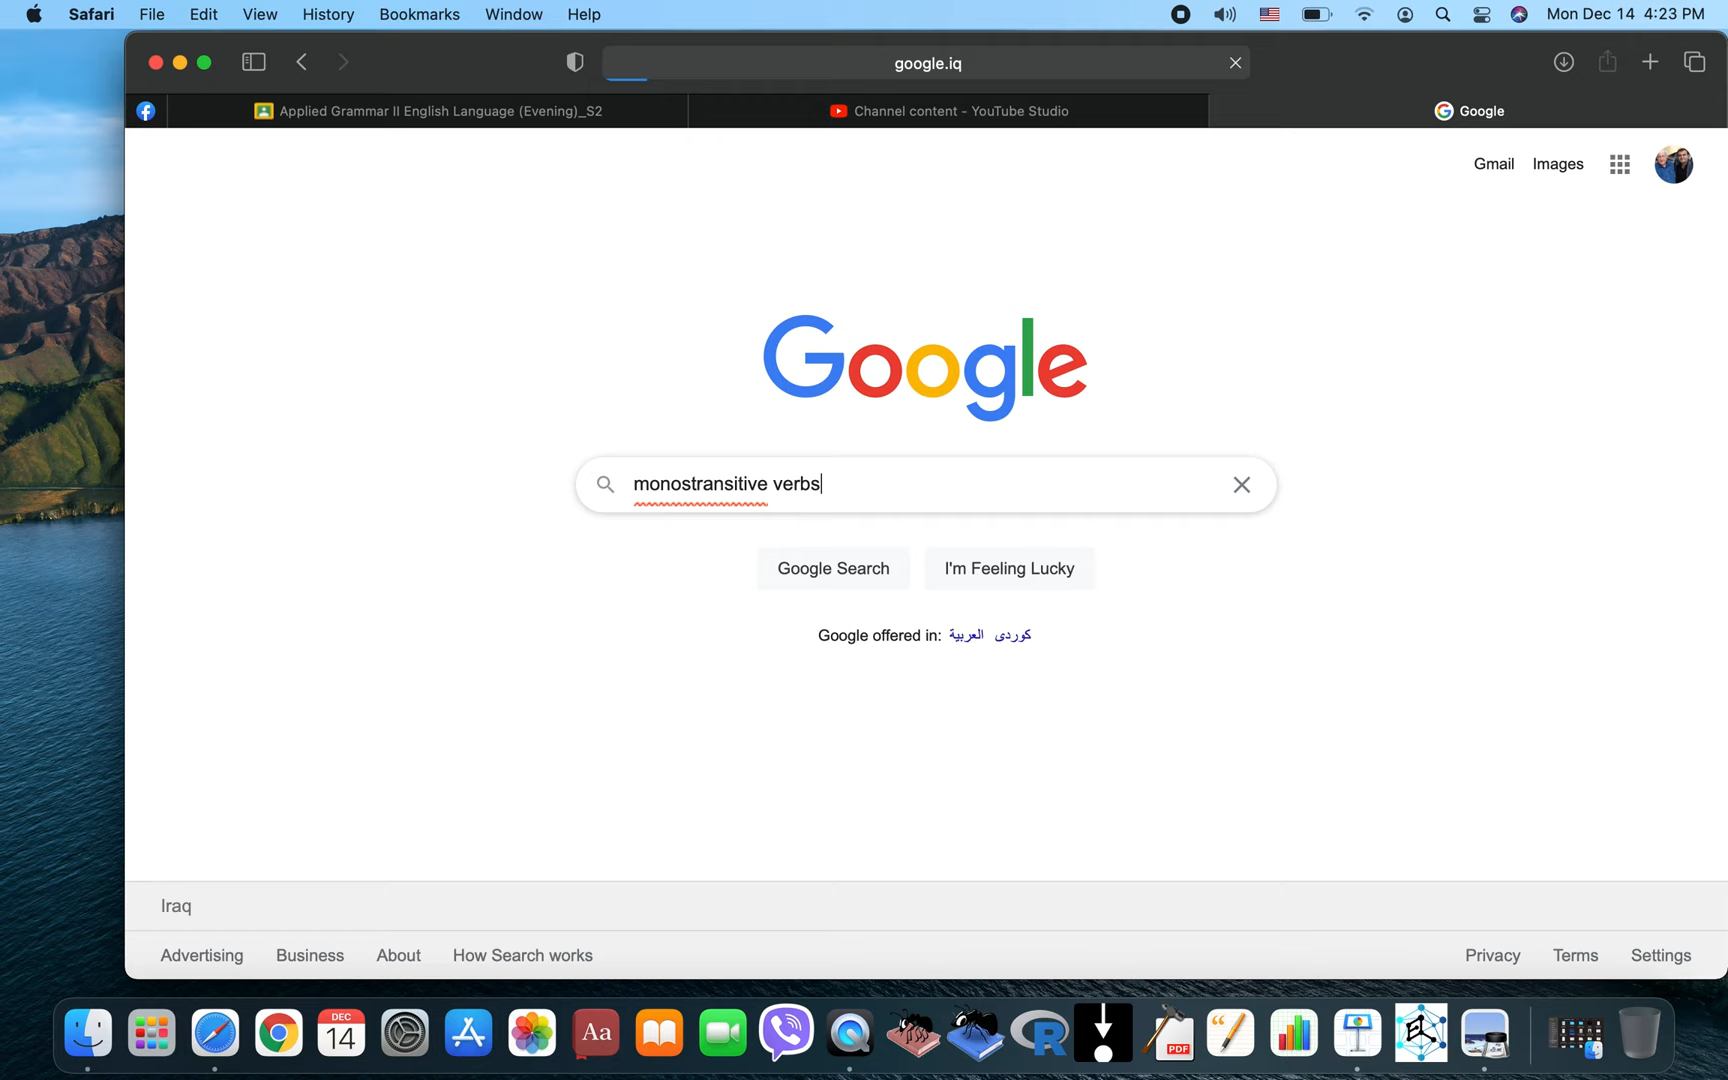 Safari File Edit View History Bookmarks Window Help Mon Dec 14 4:23 PM
google.iq
Applied Grammar II English Language (Evening)_S2 Channel content - YouTube Studio Google
Gmail Images
Google
monostransitive verbs
Google Search I'm Feeling Lucky
Google offered in: العربية كوردی
Iraq
Advertising Business About How Search works Privacy Terms Settings
DEC
14
Aa
R
PDF